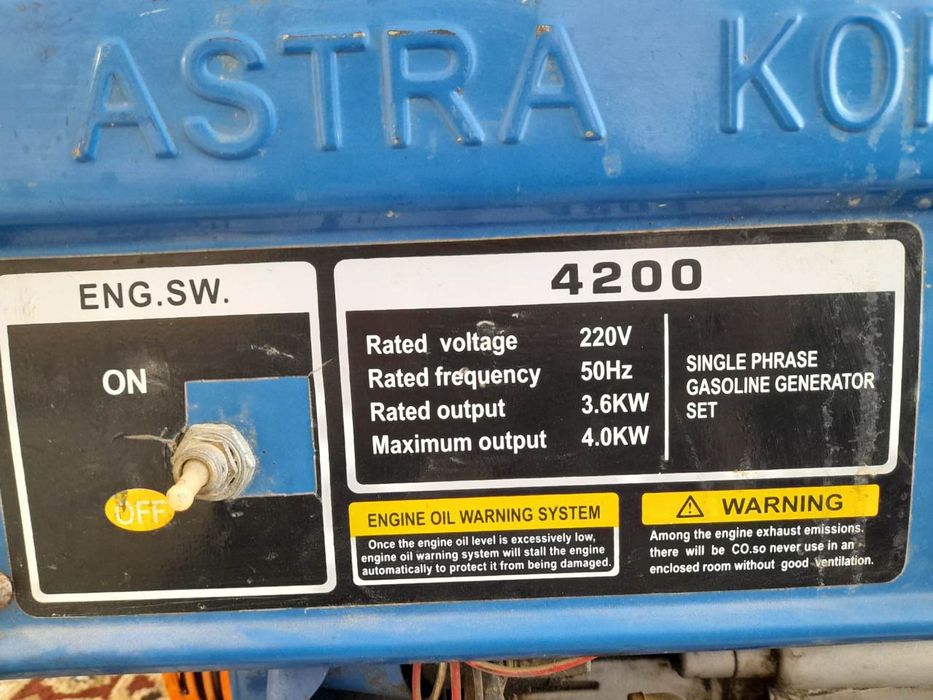 ASTRA
ENG.SW.
ON
OFF
4200
Rated voltage 220V
Rated frequency 50Hz
Rated output 3.6KW
Maximum output 4.0KW
SINGLE PHRASE
GASOLINE GENERATOR
SET
ENGINE OIL WARNING SYSTEM
Once the engine oil level is excessively low,
engine oil warning system will stall the engine
automatically to protect it from being damaged.
WARNING
Among the engine exhaust emissions.
there will be CO.so never use in an
enclosed room without good ventilation.